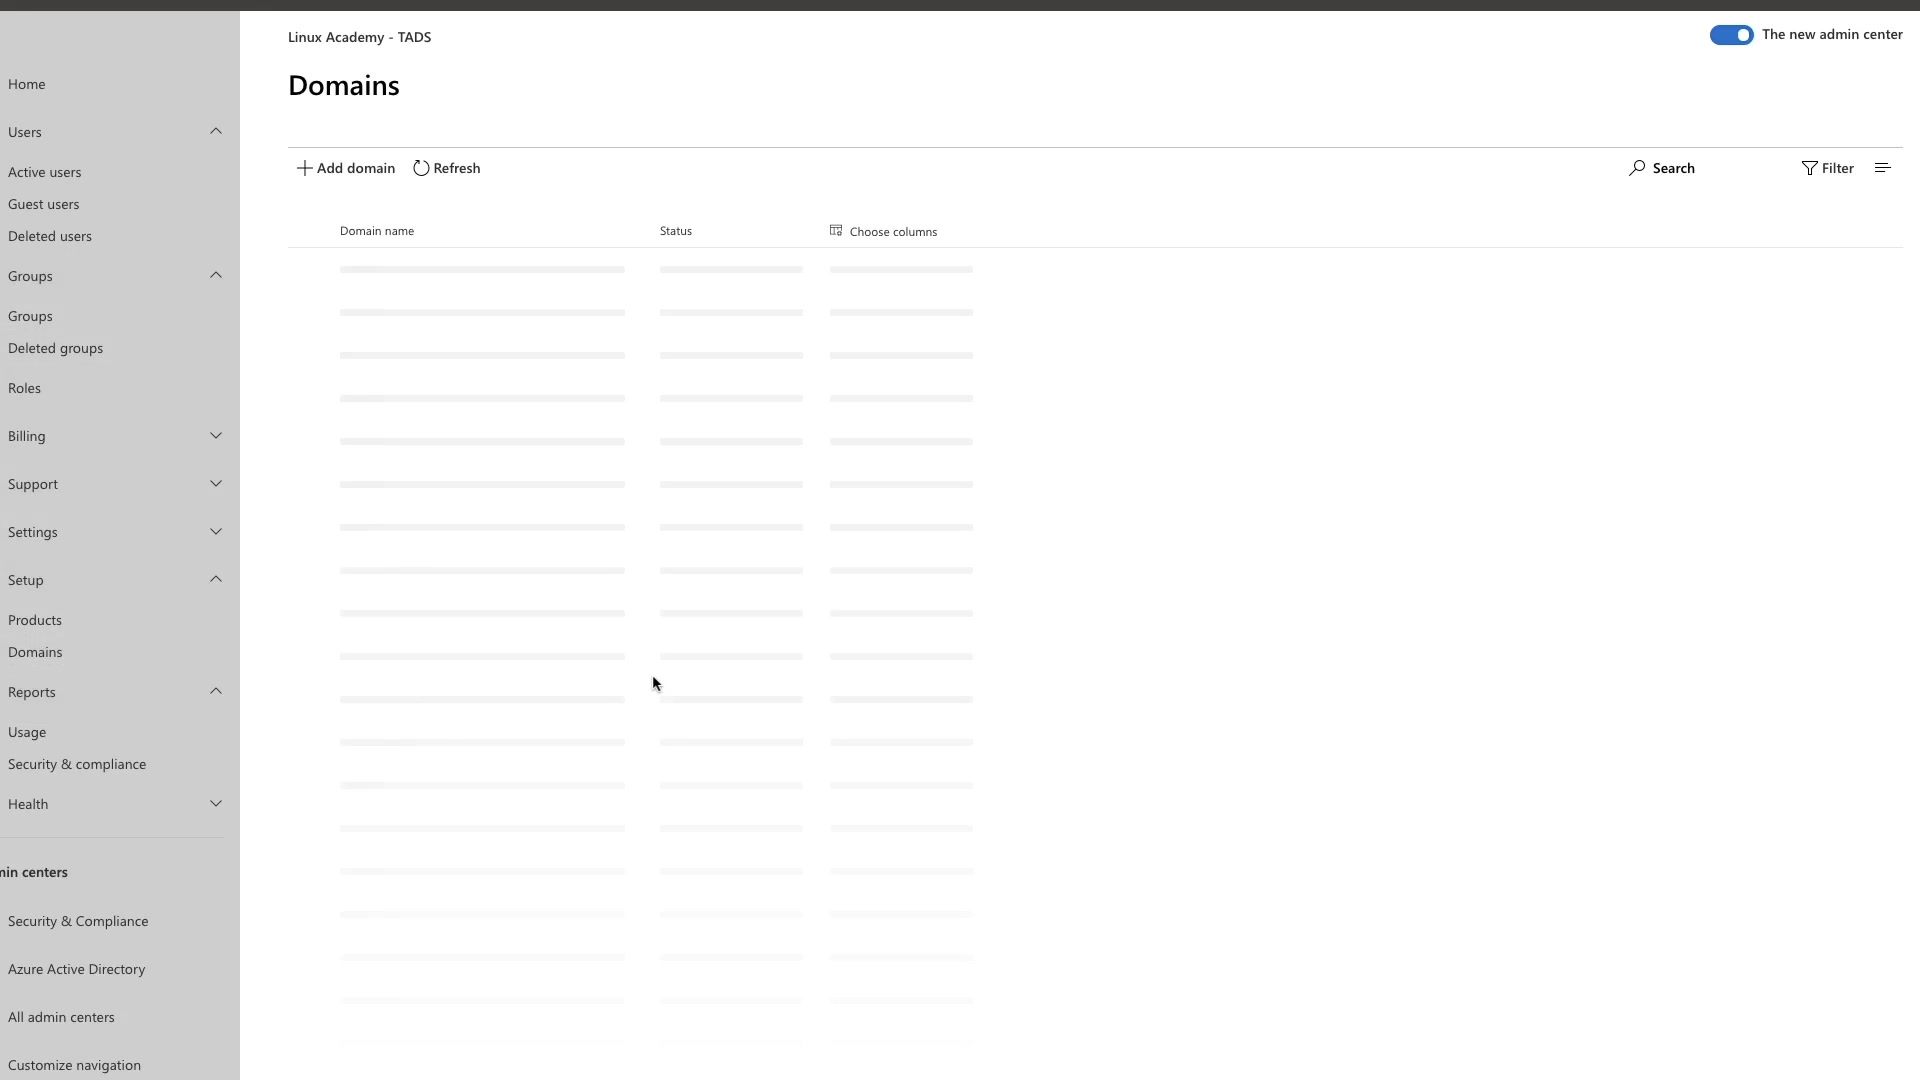 Linux Academy - TADS
The new admin center
Domains
Add domain
Refresh
Search
Filter
Domain name
Status
Choose columns
Home
Users
Active users
Guest users
Deleted users
Groups
Groups
Deleted groups
Roles
Billing
Support
Settings
Setup
Products
Domains
Reports
Usage
Security & compliance
Health
min centers
Security & Compliance
Azure Active Directory
All admin centers
Customize navigation